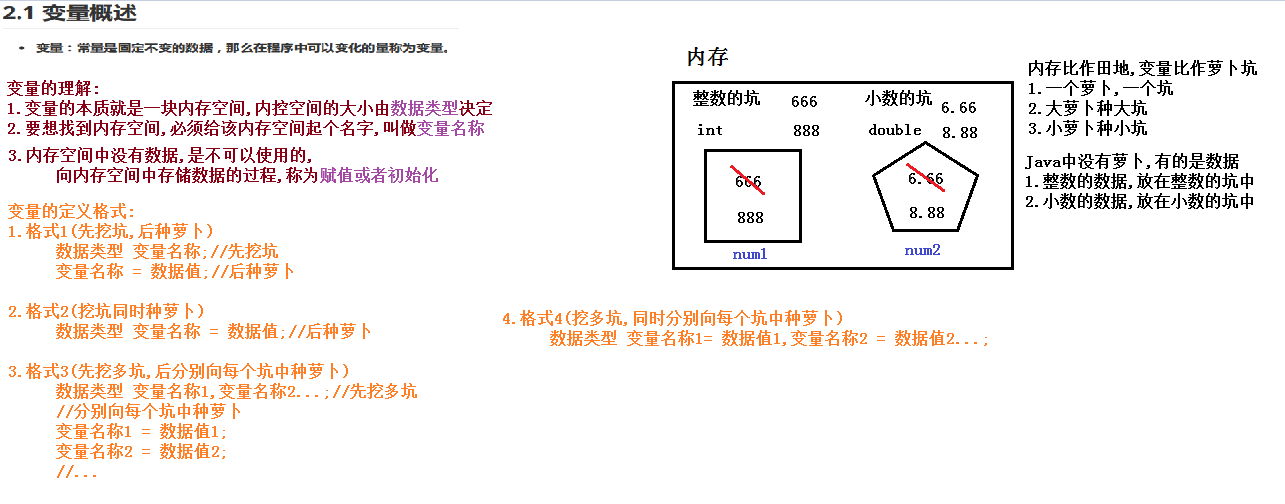 2.1 变量概述
• 变量：常量是固定不变的数据，那么在程序中可以变化的量称为变量。
变量的理解:
1.变量的本质就是一块内存空间,内控空间的大小由数据类型决定
2.要想找到内存空间,必须给该内存空间起个名字,叫做变量名称
3.内存空间中没有数据,是不可以使用的,
向内存空间中存储数据的过程,称为赋值或者初始化
变量的定义格式:
1.格式1(先挖坑,后种萝卜)
数据类型 变量名称;//先挖坑
变量名称 = 数据值;//后种萝卜
2.格式2(挖坑同时种萝卜)
数据类型 变量名称 = 数据值;//后种萝卜
3.格式3(先挖多坑,后分别向每个坑中种萝卜)
数据类型 变量名称1,变量名称2...;//先挖多坑
//分别向每个坑中种萝卜
变量名称1 = 数据值1;
变量名称2 = 数据值2;
//...
4.格式4(挖多坑,同时分别向每个坑中种萝卜)
数据类型 变量名称1= 数据值1,变量名称2 = 数据值2...;
内存
整数的坑 666
int 888
666
888
num1
小数的坑 6.66
double 8.88
6.66
8.88
num2
内存比作田地,变量比作萝卜坑
1.一个萝卜,一个坑
2.大萝卜种大坑
3.小萝卜种小坑
Java中没有萝卜,有的是数据
1.整数的数据,放在整数的坑中
2.小数的数据,放在小数的坑中